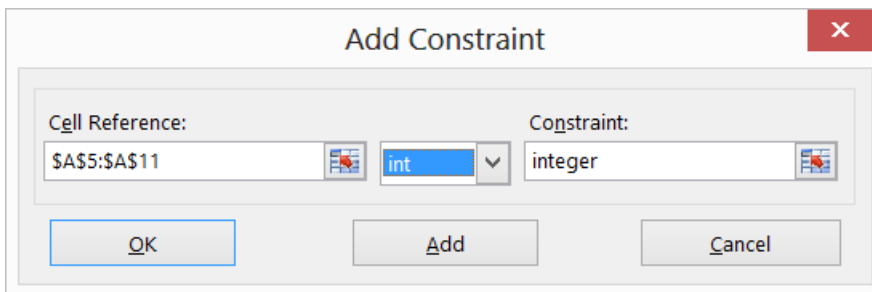 Add Constraint
Cell Reference: Constraint:
$A$5:$A$11 int integer
OK Add Cancel